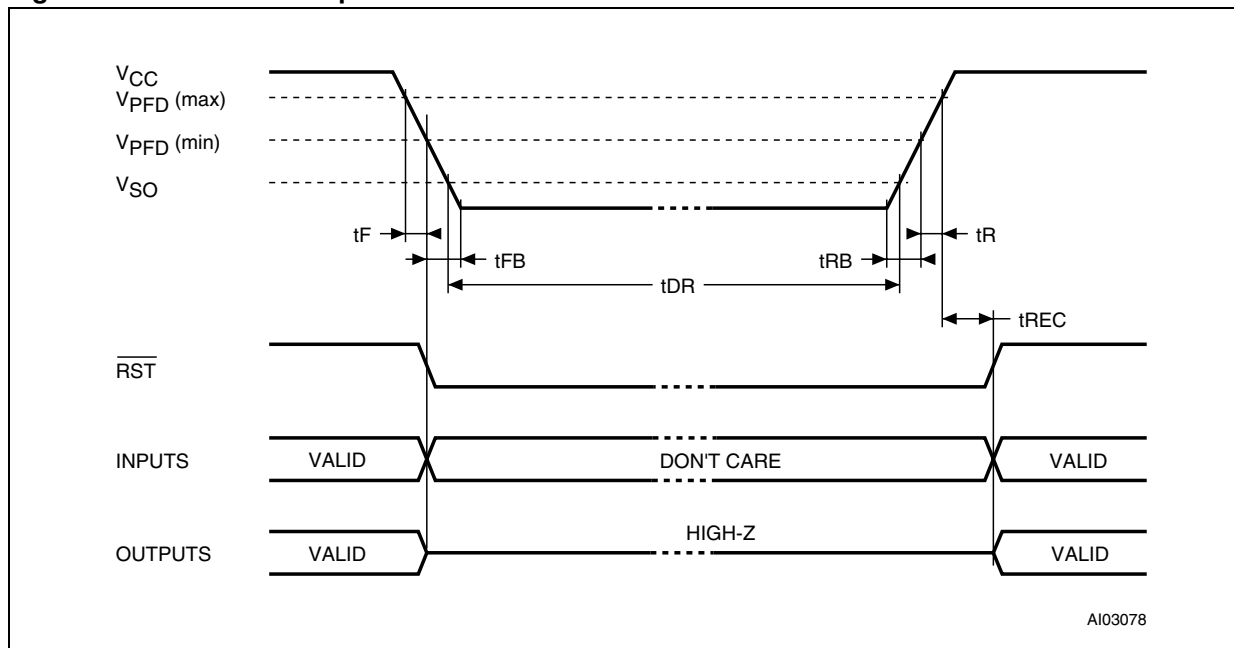 VCC
VPFD (max)
VPFD (min)
VSO
tF
tFB
tDR
tRB
tR
tREC
RST
INPUTS
VALID
DON'T CARE
VALID
OUTPUTS
VALID
HIGH-Z
VALID
AI03078